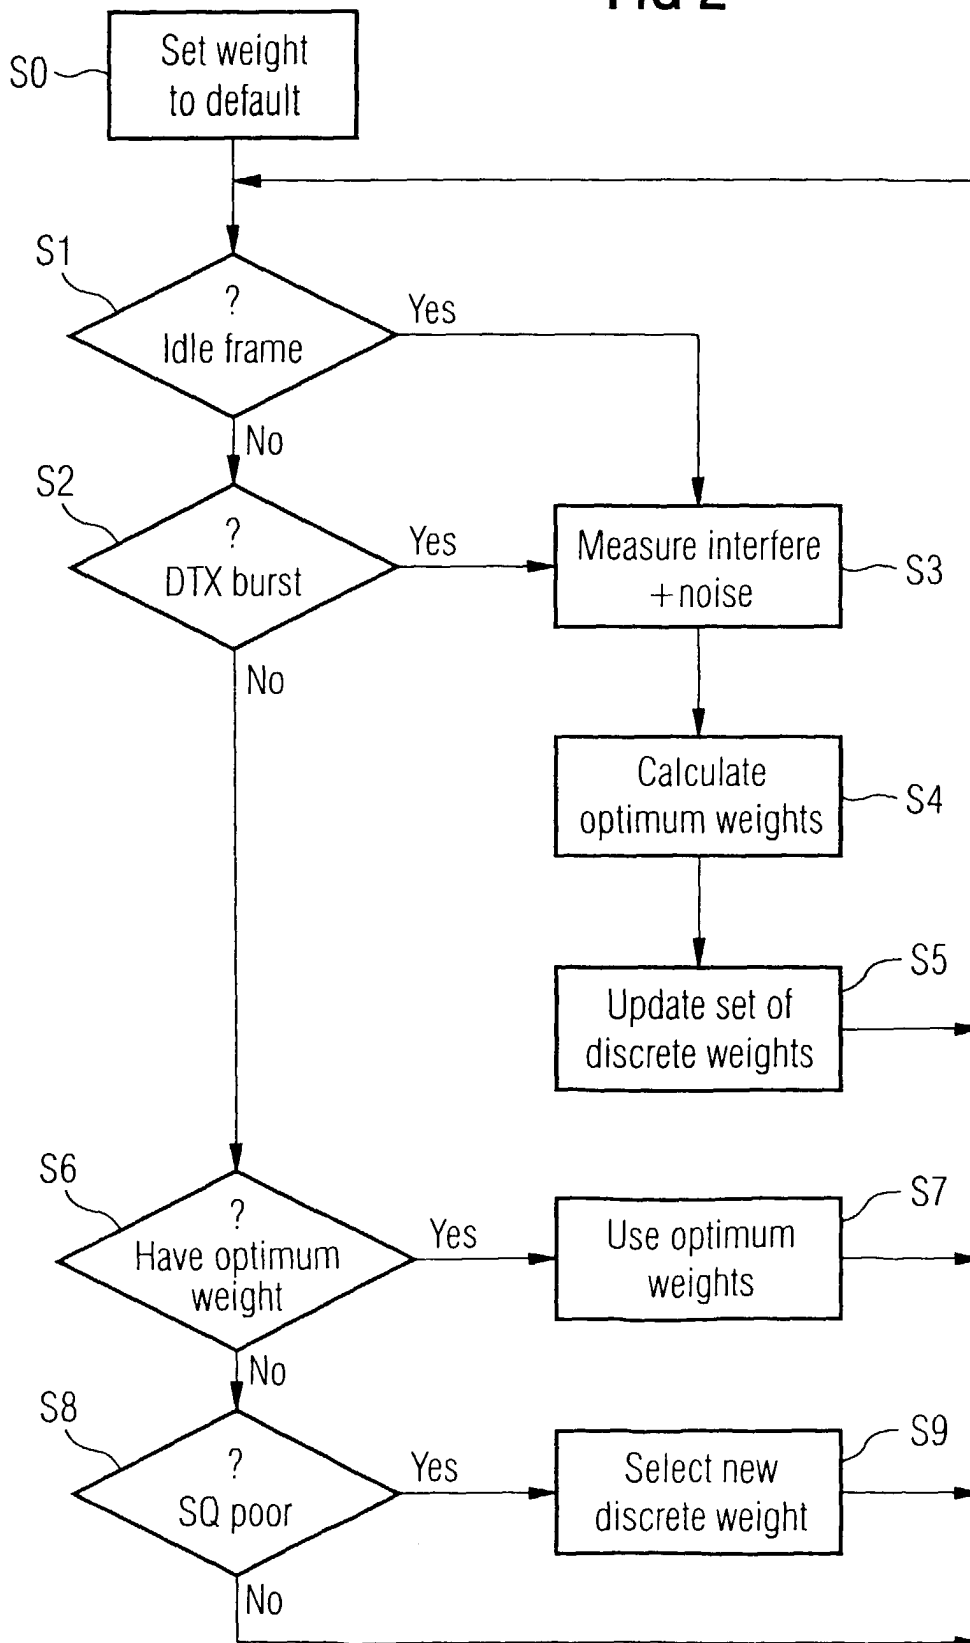 FIG 2
Set weight
to default
S0
S1
?
Idle frame
Yes
No
S2
?
DTX burst
Yes
No
Measure interfere
+noise
S3
Calculate
optimum weights
S4
S5
Update set of
discrete weights
S6
?
Have optimum
weight
Yes
No
S7
Use optimum
weights
S8
?
SQ poor
Yes
No
S9
Select new
discrete weight